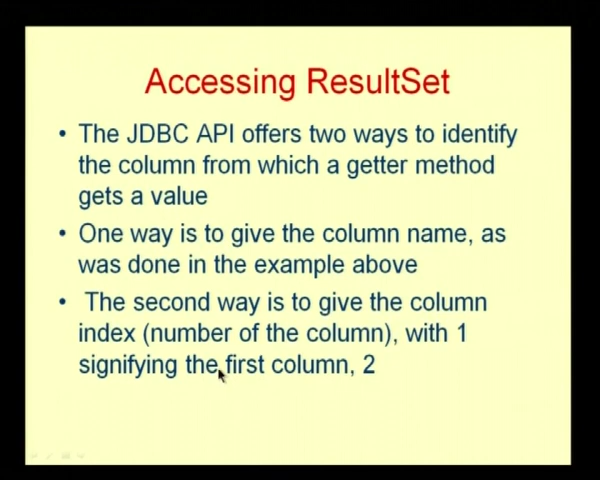 Accessing ResultSet
• The JDBC API offers two ways to identify
the column from which a getter method
gets a value
• One way is to give the column name, as
was done in the example above
• The second way is to give the column
index (number of the column), with 1
signifying the first column, 2